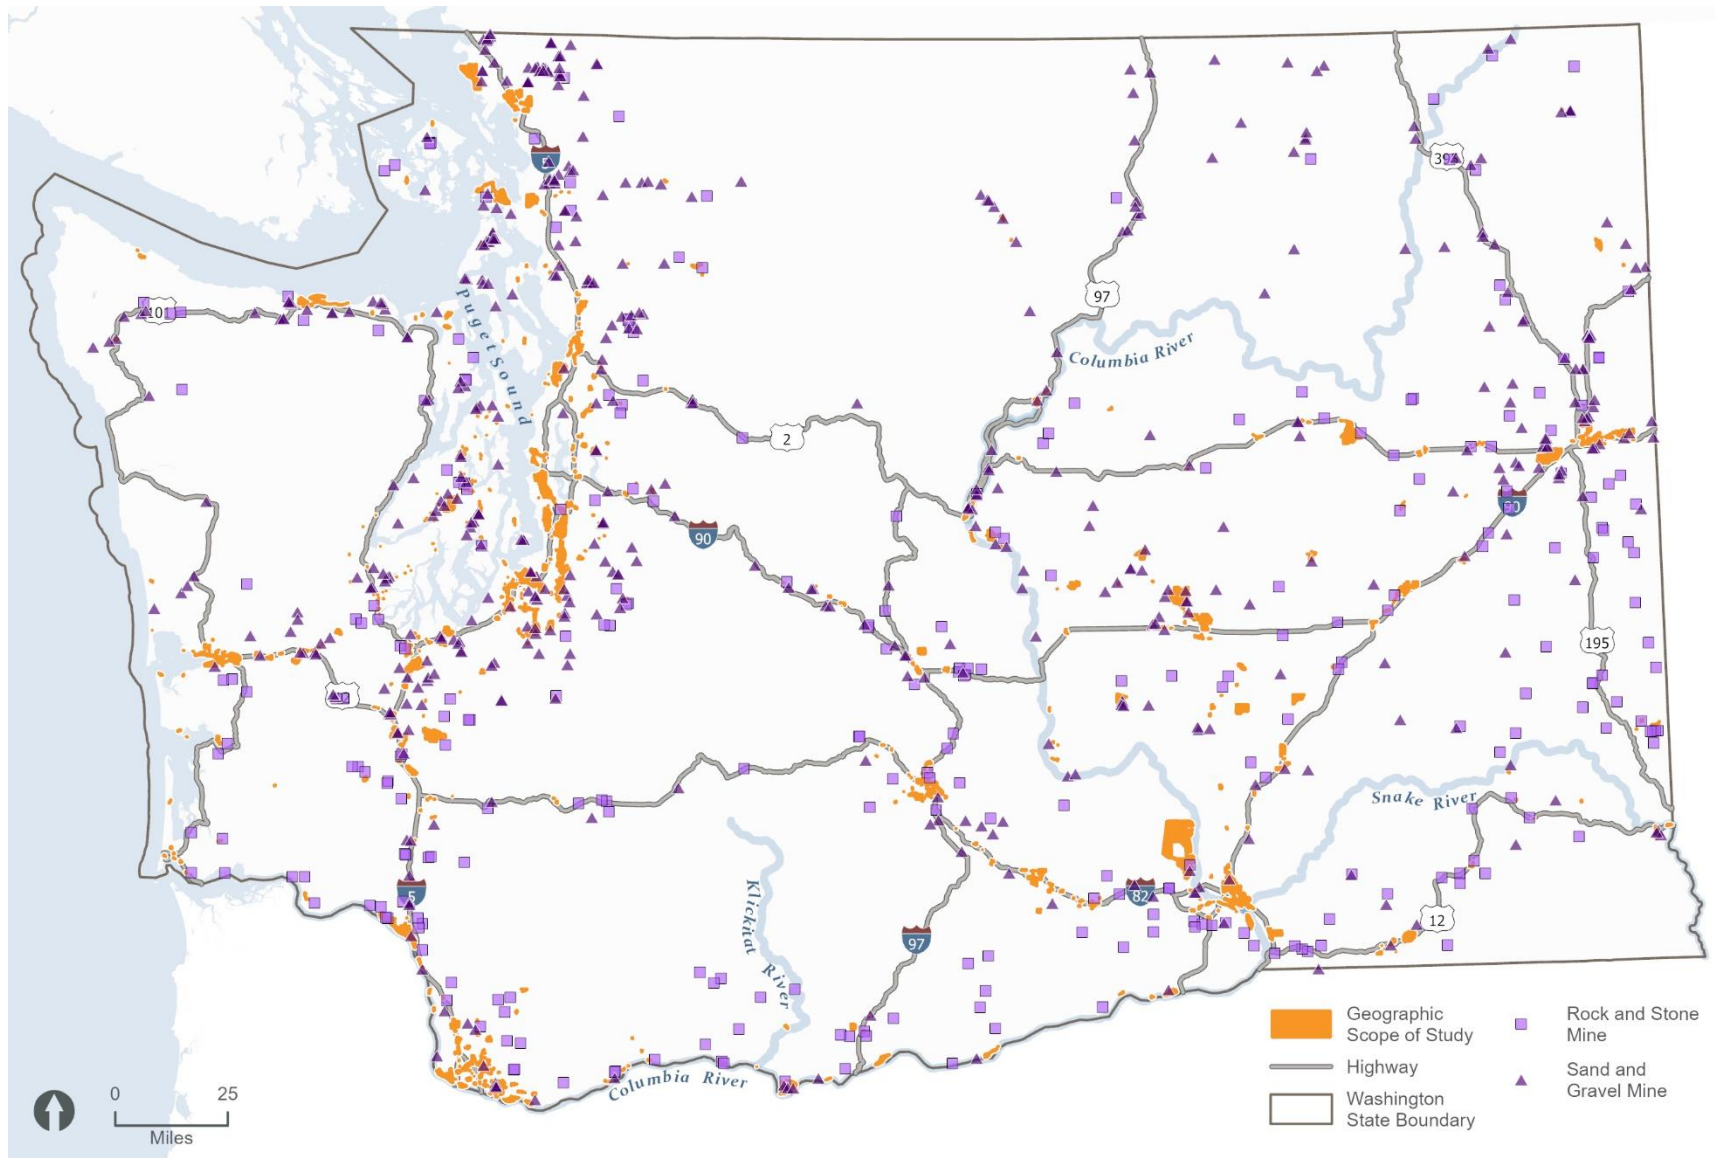 5
395
101
97
Puget Sound
Columbia River
2
90
90
195
Snake River
5
82
12
Klickitat
River
97
Columbia River
0 25
Miles
Geographic
Scope of Study
Highway
Washington
State Boundary
Rock and Stone
Mine
Sand and
Gravel Mine